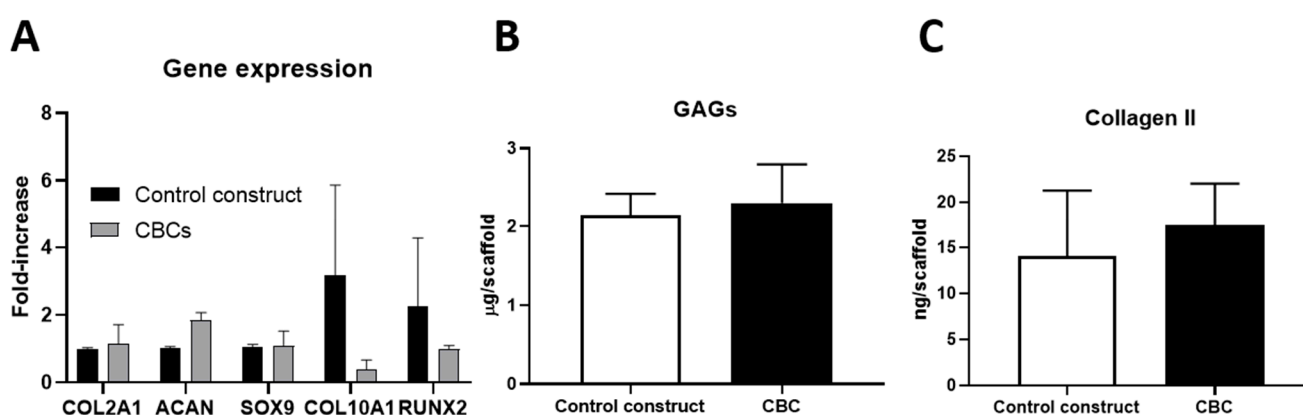 A
Gene expression
Fold-increase
8
6
4
2
0
Control construct
CBCs
COL2A1 ACAN SOX9 COL10A1 RUNX2
B
GAGs
µg/scaffold
3
2
1
0
Control construct CBC
C
Collagen II
ng/scaffold
25
20
15
10
5
0
Control construct CBC